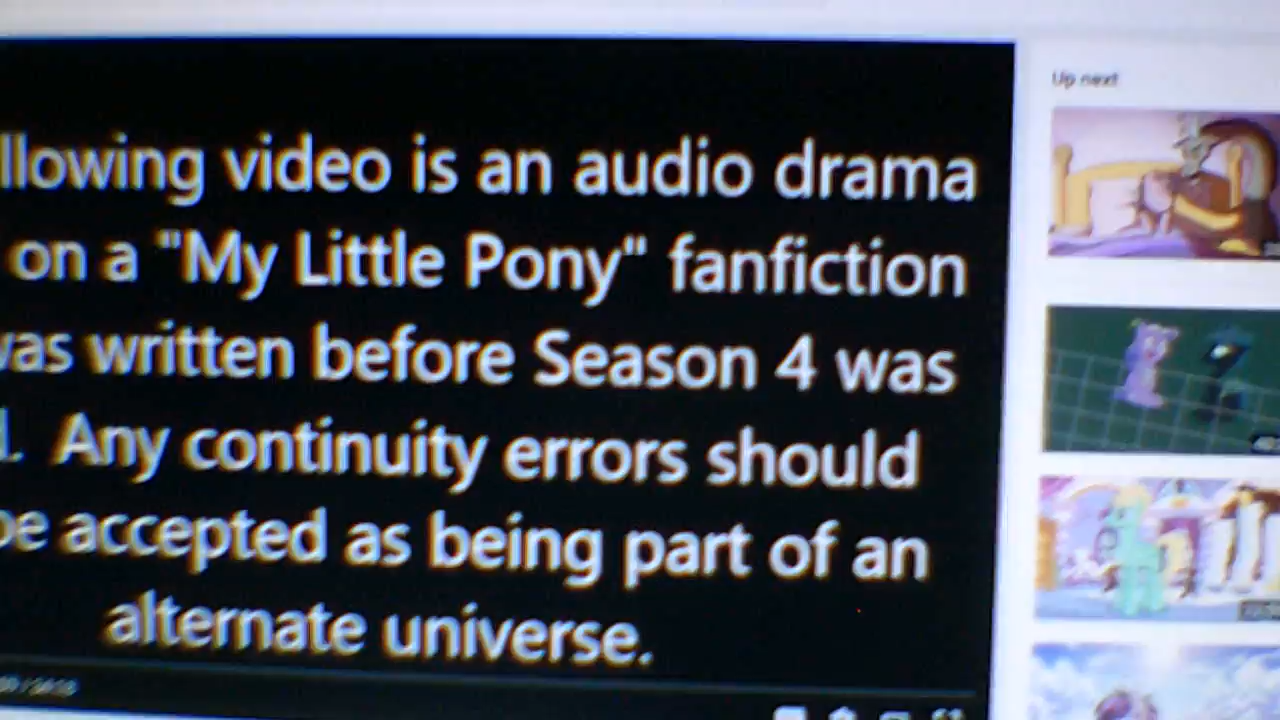 llowing video is an audio drama
on a "My Little Pony" fanfiction
was written before Season 4 was
. Any continuity errors should
be accepted as being part of an
alternate universe.
Up next